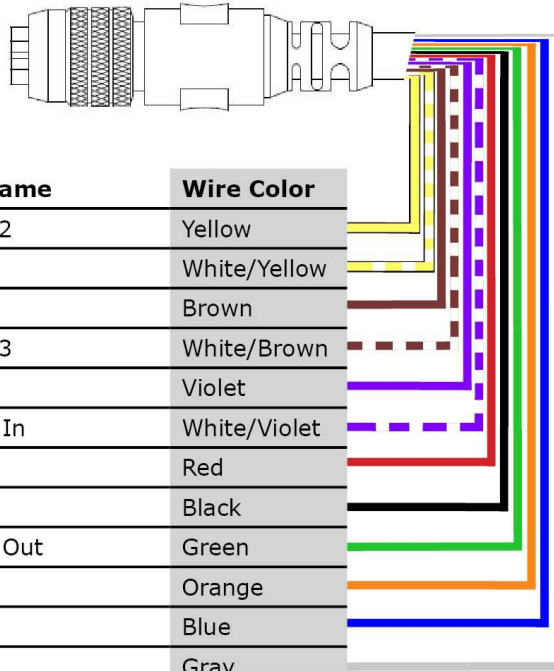 ame Wire Color
2 Yellow
White/Yellow
Brown
3 White/Brown
Violet
In White/Violet
Red
Black
Out Green
Orange
Blue
Gray